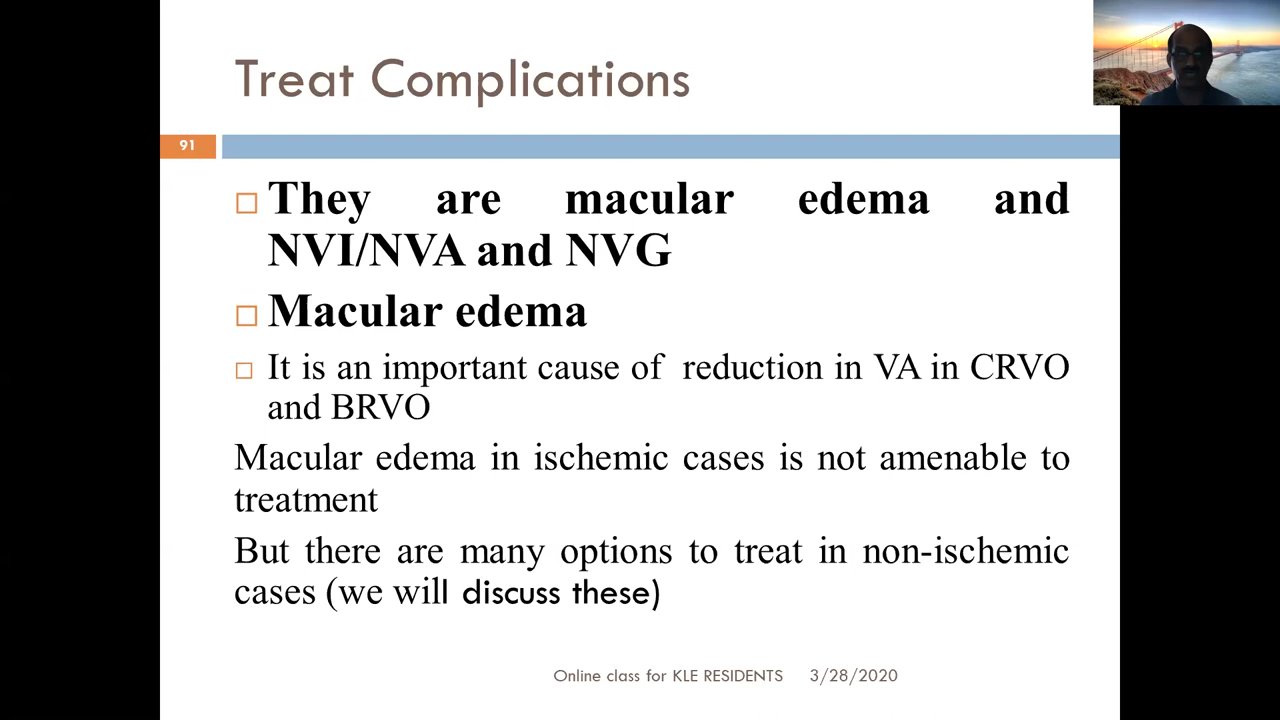 Treat Complications
91
They are macular edema and
NVI/NVA and NVG
Macular edema
It is an important cause of reduction in VA in CRVO
and BRVO
Macular edema in ischemic cases is not amenable to
treatment
But there are many options to treat in non-ischemic
cases (we will discuss these)
Online class for KLE RESIDENTS 3/28/2020